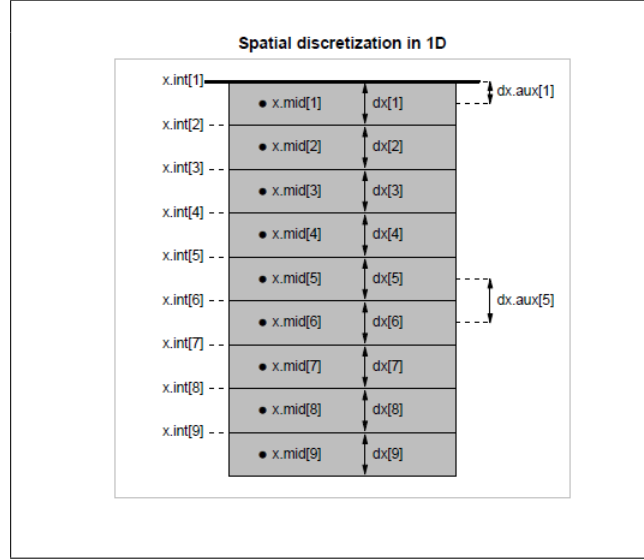 Spatial discretization in 1D
x.int[1]
dx.aux[1]
x.mid[1] dx[1]
x.int[2]
x.mid[2] dx[2]
x.int[3]
x.mid[3] dx[3]
x.int[4]
x.mid[4] dx[4]
x.int[5]
x.mid[5] dx[5]
x.int[6]
dx.aux[5]
x.mid[6] dx[6]
x.int[7]
x.mid[7] dx[7]
x.int[8]
x.mid[8] dx[8]
x.int[9]
x.mid[9] dx[9]